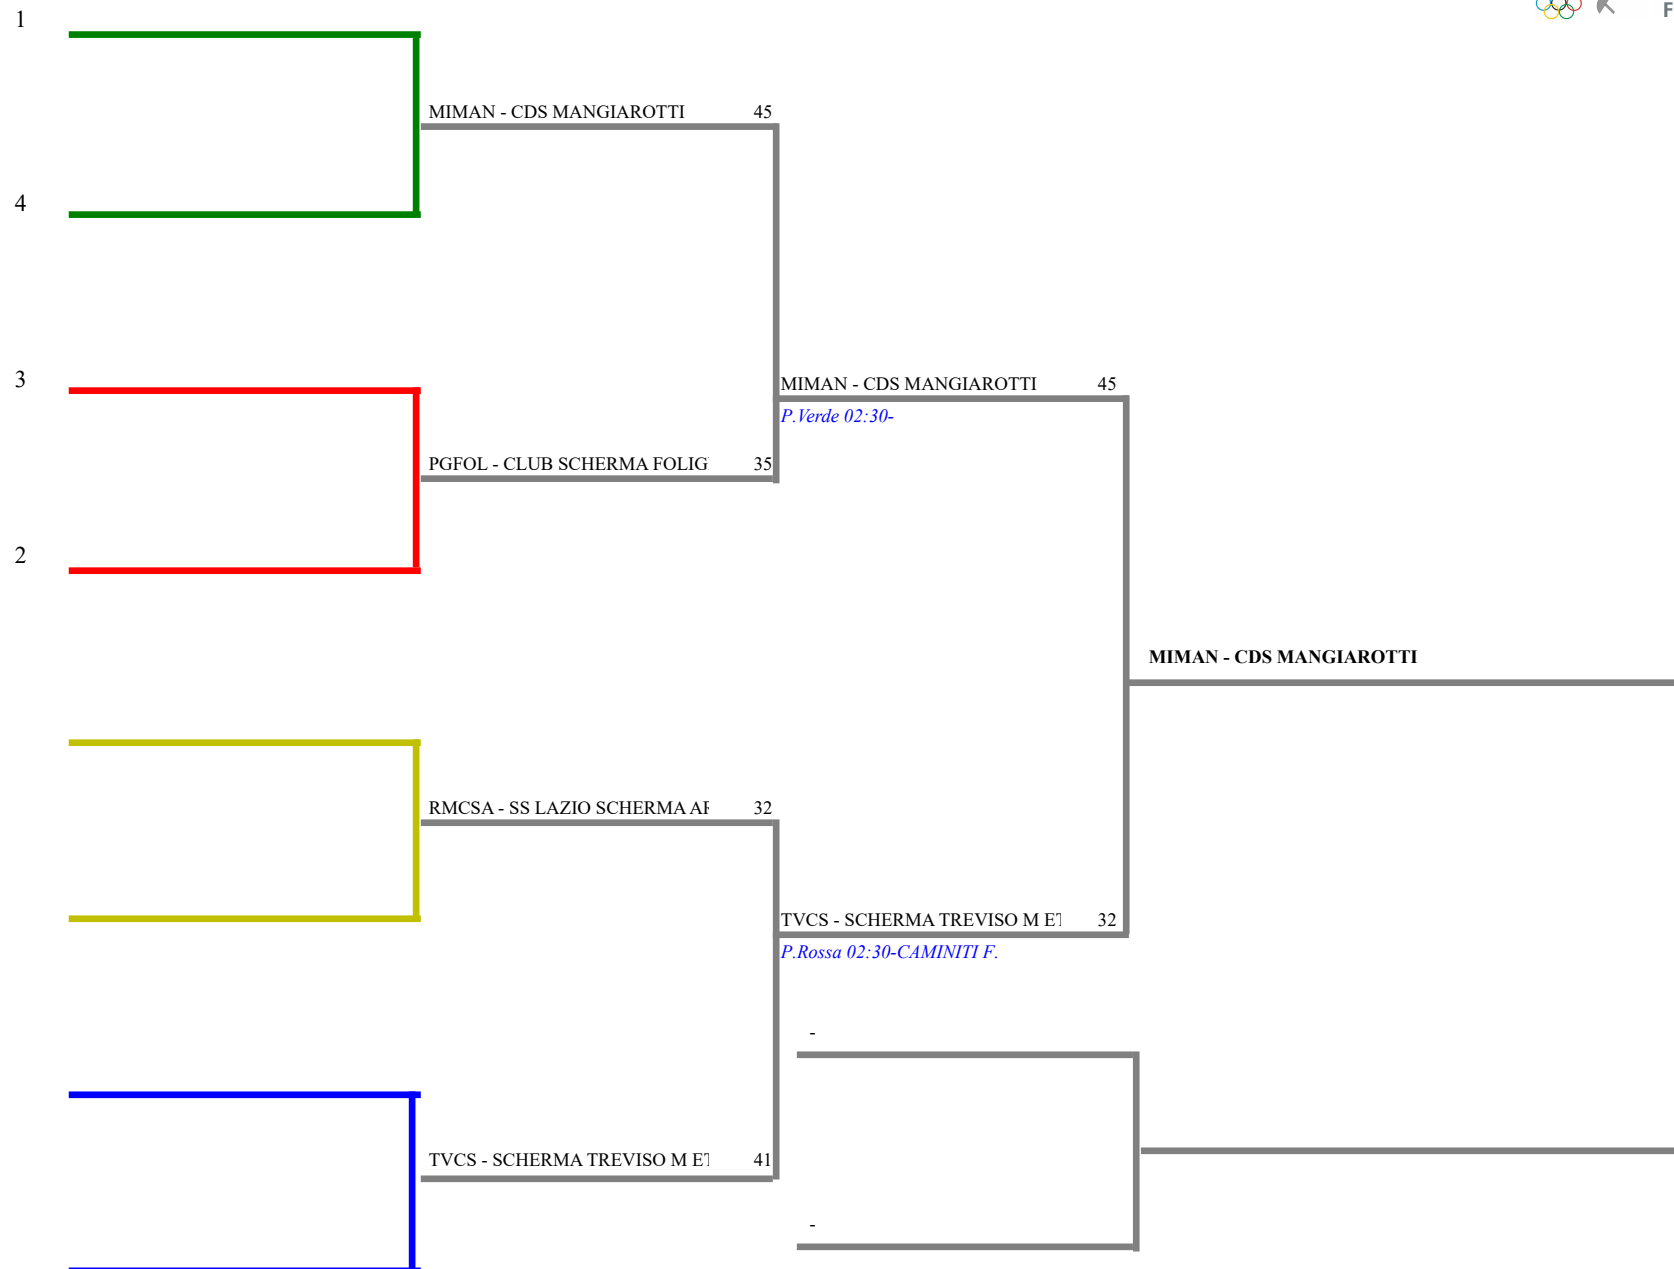 1
F
MIMAN - CDS MANGIAROTTI 45
4
3
MIMAN - CDS MANGIAROTTI 45
P.Verde 02:30-
PGFOL - CLUB SCHERMA FOLIG 35
2
MIMAN - CDS MANGIAROTTI
RMCSA - SS LAZIO SCHERMA 32
TVCS - SCHERMA TREVISO M 32
P.Rossa 02:30-CAMINITI F.
-
TVCS - SCHERMA TREVISO M 41
-